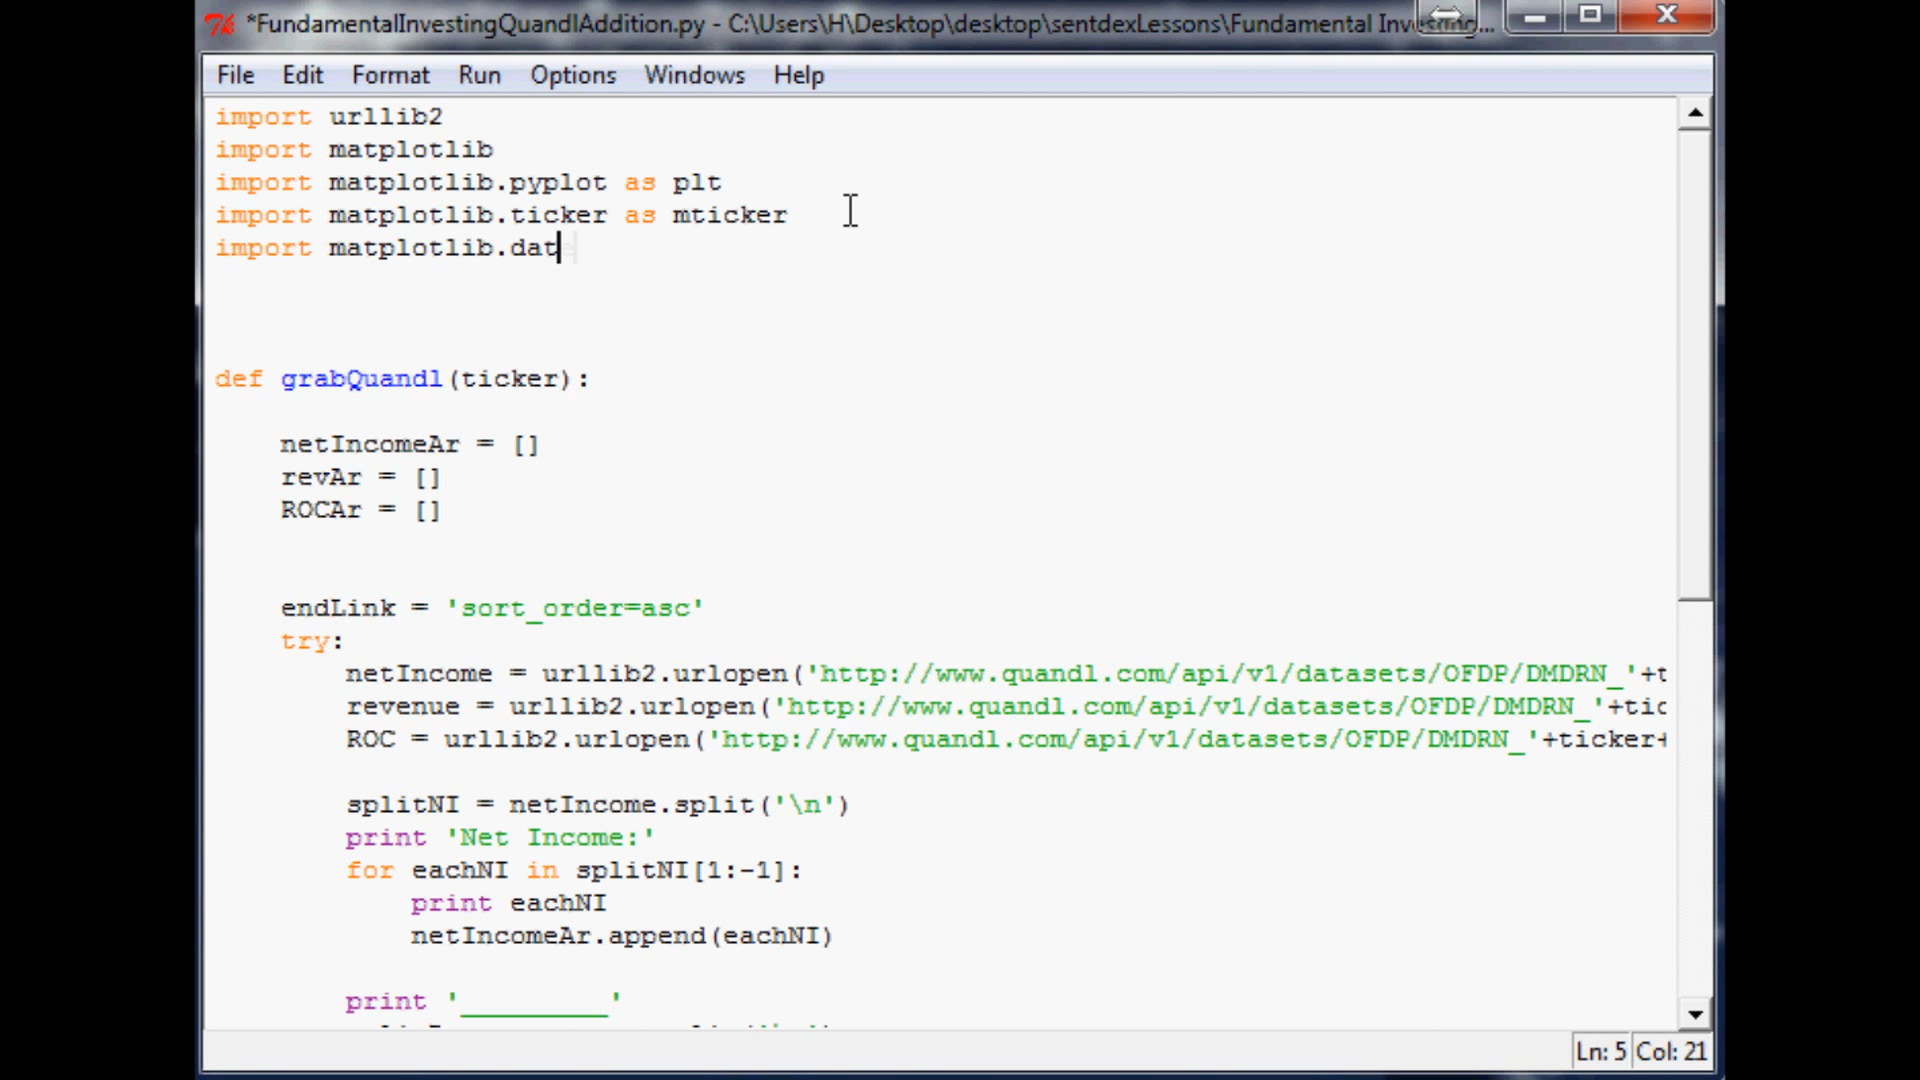 *FundamentalInvestingQuandlAddition.py - C:\Users\H\Desktop\desktop\sentdexLessons\Fundamental Investing...
File Edit Format Run Options Windows Help
import urllib2
import matplotlib
import matplotlib.pyplot as plt
import matplotlib.ticker as mticker
import matplotlib.dat
def grabQuandl(ticker):
netIncomeAr = []
revAr = []
ROCAr = []
endLink = 'sort_order=asc'
try:
netIncome = urllib2.urlopen('http://www.quandl.com/api/v1/datasets/OFDP/DMDRN_'+t
revenue = urllib2.urlopen('http://www.quandl.com/api/v1/datasets/OFDP/DMDRN_'+tic
ROC = urllib2.urlopen('http://www.quandl.com/api/v1/datasets/OFDP/DMDRN_'+ticker+
splitNI = netIncome.split('\n')
print 'Net Income:'
for eachNI in splitNI[1:-1]:
print eachNI
netIncomeAr.append(eachNI)
print '_________'
Ln: 5 Col: 21